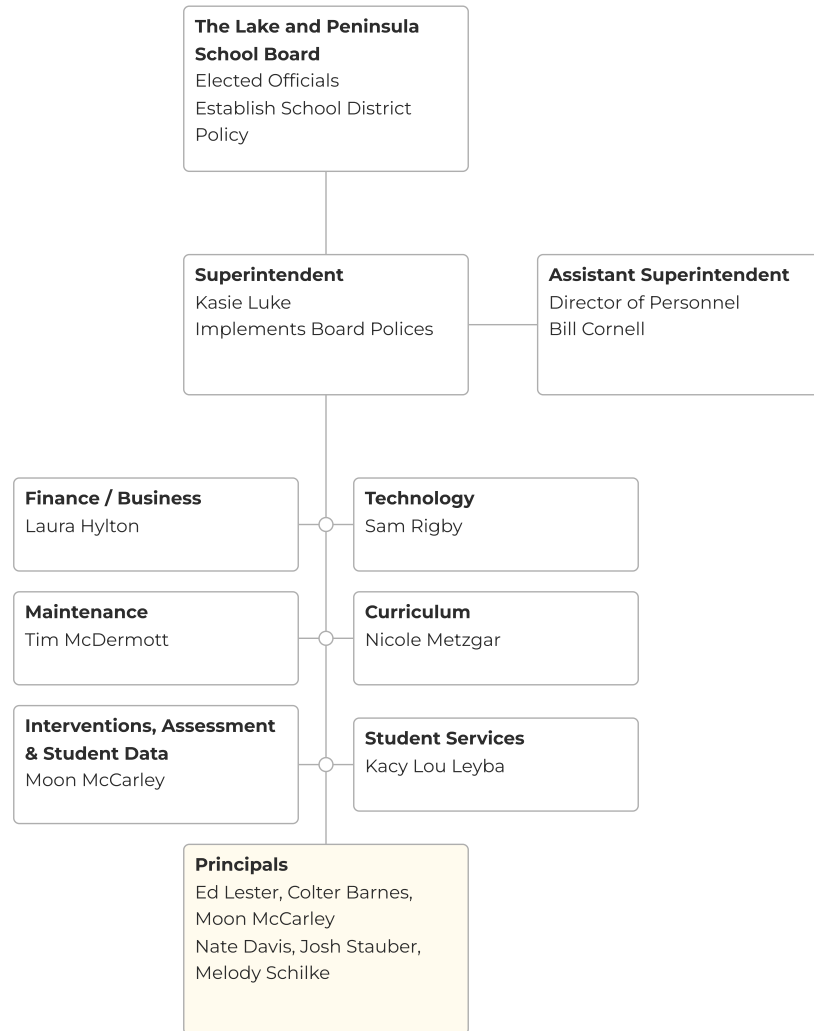 The Lake and Peninsula
School Board
Elected Officials
Establish School District
Policy
Superintendent
Kasie Luke
Implements Board Polices
Assistant Superintendent
Director of Personnel
Bill Cornell
Finance / Business
Laura Hylton
Technology
Sam Rigby
Maintenance
Tim McDermott
Curriculum
Nicole Metzgar
Interventions, Assessment
& Student Data
Moon McCarley
Student Services
Kacy Lou Leyba
Principals
Ed Lester, Colter Barnes,
Moon McCarley
Nate Davis, Josh Stauber,
Melody Schilke